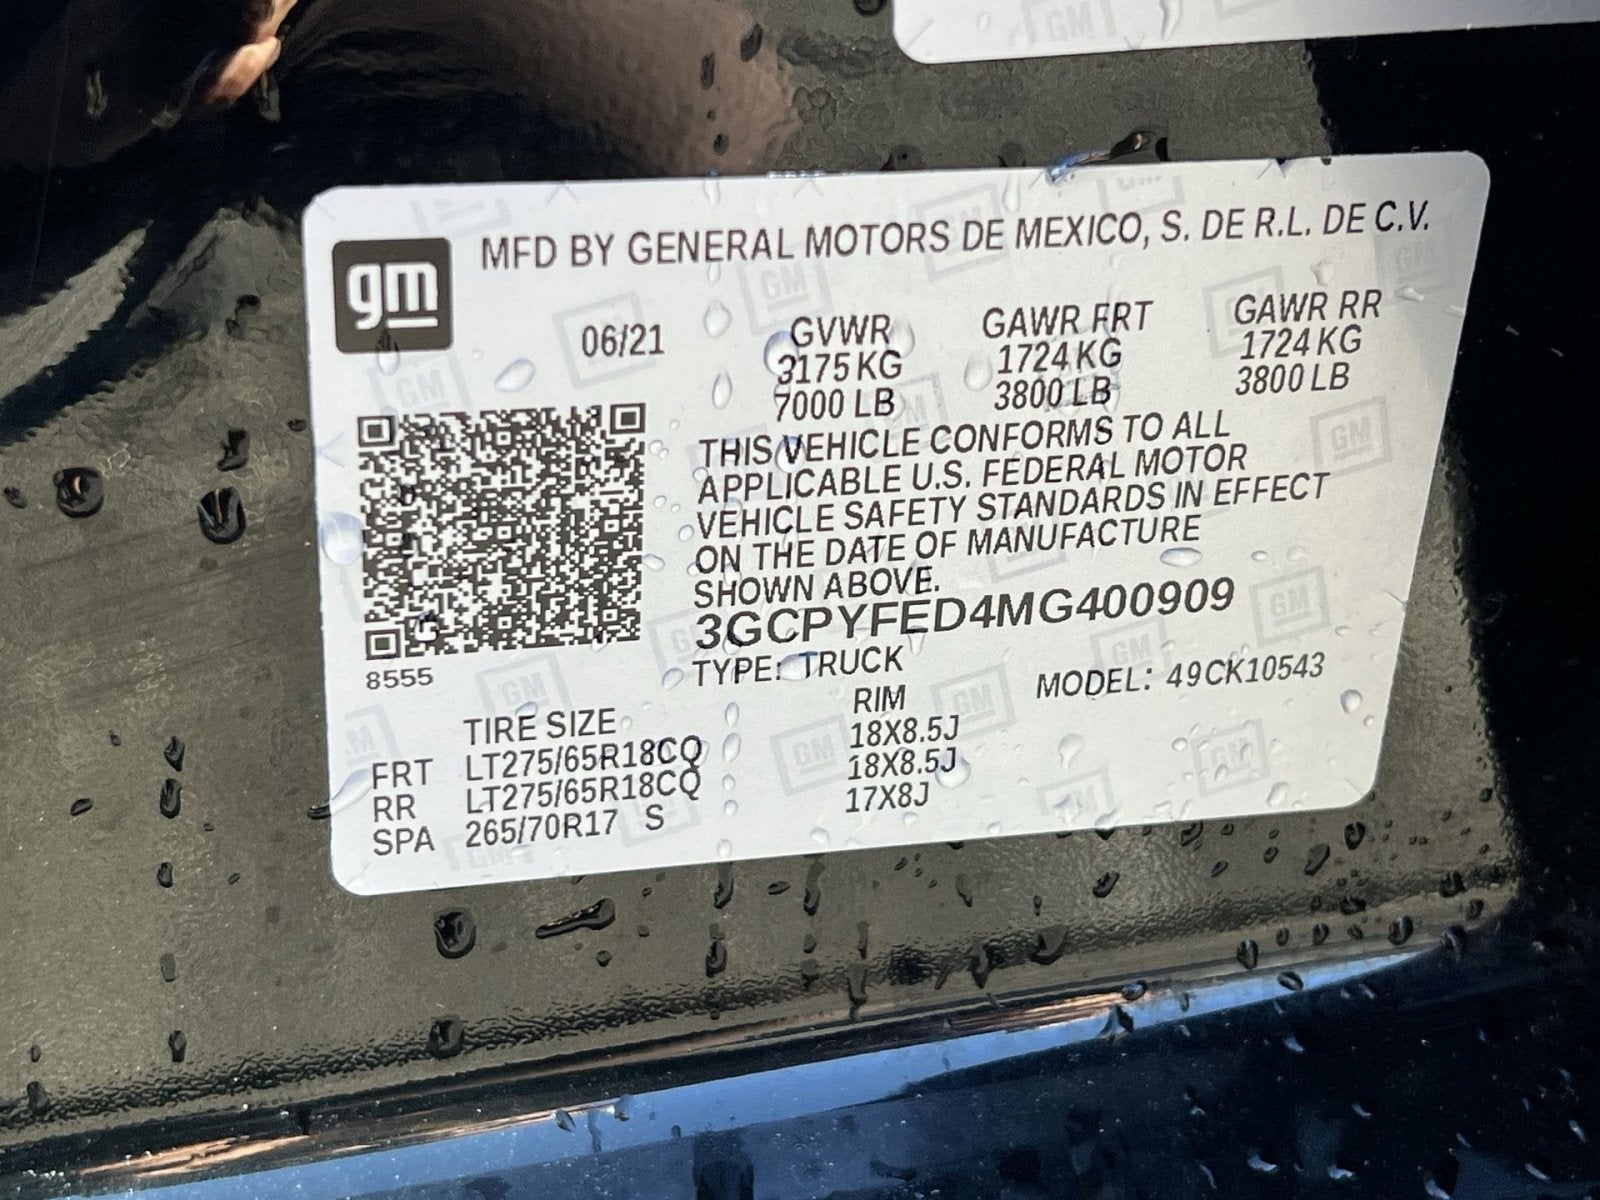 gm
MFD BY GENERAL MOTORS DE MEXICO, S. DE R.L. DE C.V.
06/21 GVWR GAWR FRT GAWR RR
3175 KG 1724 KG 1724 KG
7000 LB 3800 LB 3800 LB
THIS VEHICLE CONFORMS TO ALL
APPLICABLE U.S. FEDERAL MOTOR
VEHICLE SAFETY STANDARDS IN EFFECT
ON THE DATE OF MANUFACTURE
SHOWN ABOVE.
3GCPYFED4MG400909
8555
TYPE: TRUCK MODEL: 49CK10543
TIRE SIZE RIM
FRT LT275/65R18CQ 18X8.5J
RR LT275/65R18CQ 18X8.5J
SPA 265/70R17 S 17X8J